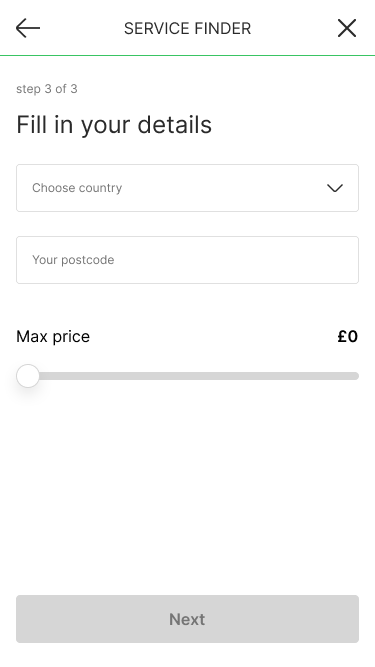 SERVICE FINDER
step 3 of 3
Fill in your details
Choose country
Your postcode
Max price £0
Next